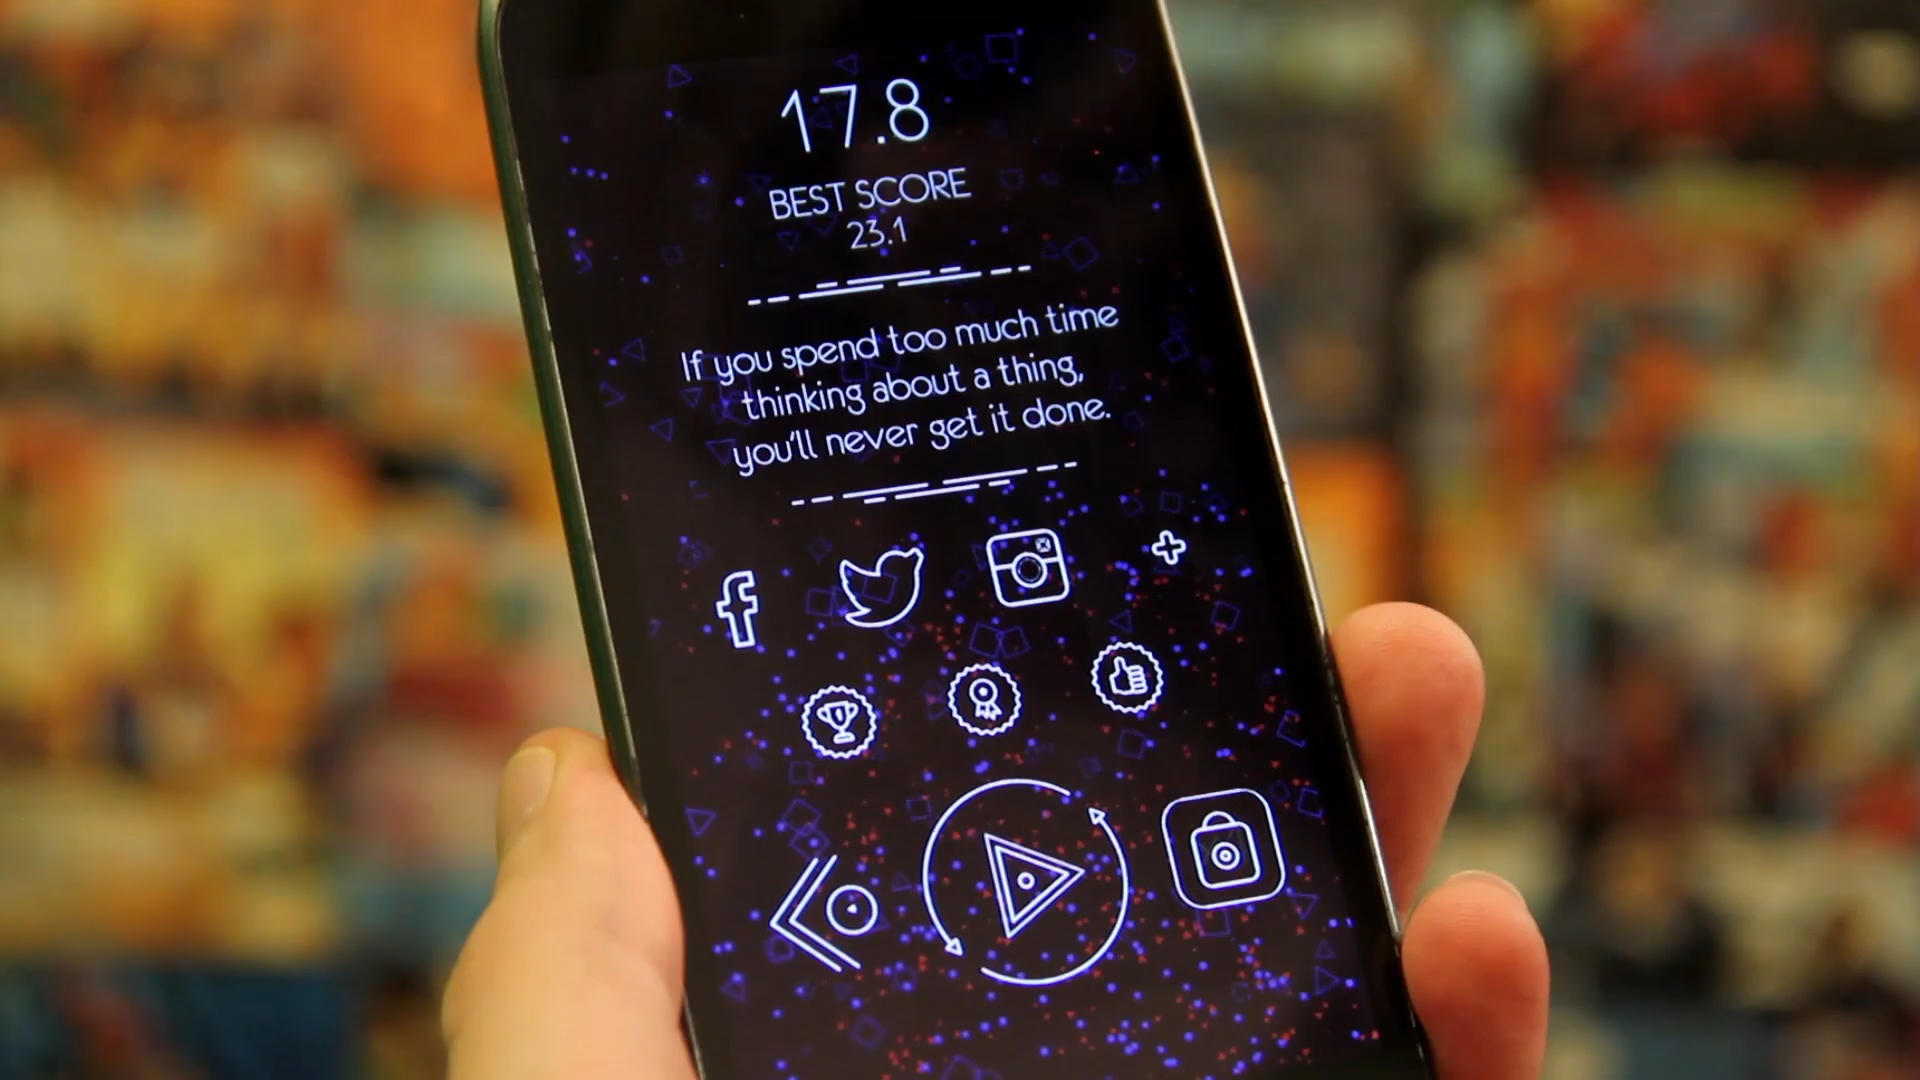 17.8
BEST SCORE
23.1
If you spend too much time
thinking about a thing,
you'll never get it done.